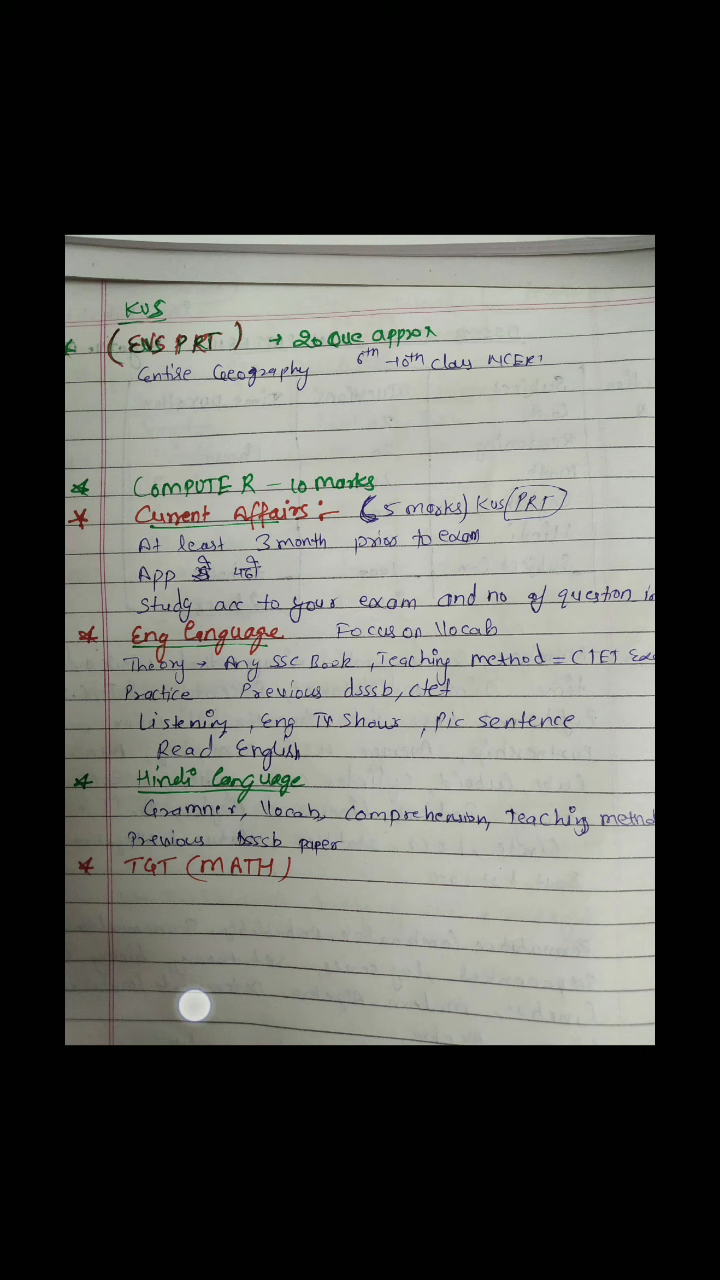 KVS
(EVS PRT) → 20 Que approx
Entire Geography 6th → 10th class NCERT
* COMPUTER - 10 Marks
* Current Affairs :- (5 marks) KVS (PRT)
At least 3 month prior to exam
App से पढ़ो
Study acc to your exam and no of question in
* Eng Language Focus on Vocab
Theory → Any SSC Book, Teaching method = CTET Exa
Practice Previous dsssb, ctet
Listening, Eng TV Shows, Pic sentence
Read English
* Hindi Language
Gramner, Vocab, Comprehension, Teaching metho
Previous Dsssb paper
* TGT (MATH)